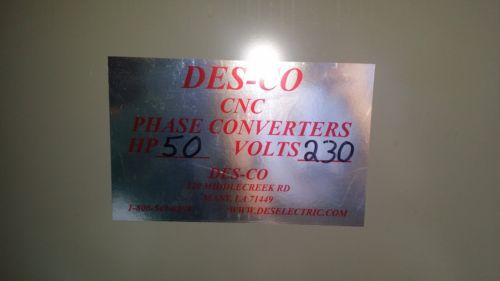 DES-CO
CNC
PHASE CONVERTERS
HP 50 VOLTS 230
DES-CO
MIDDLECREEK RD
MANY, LA 71449
WWW.DESELECTRIC.COM